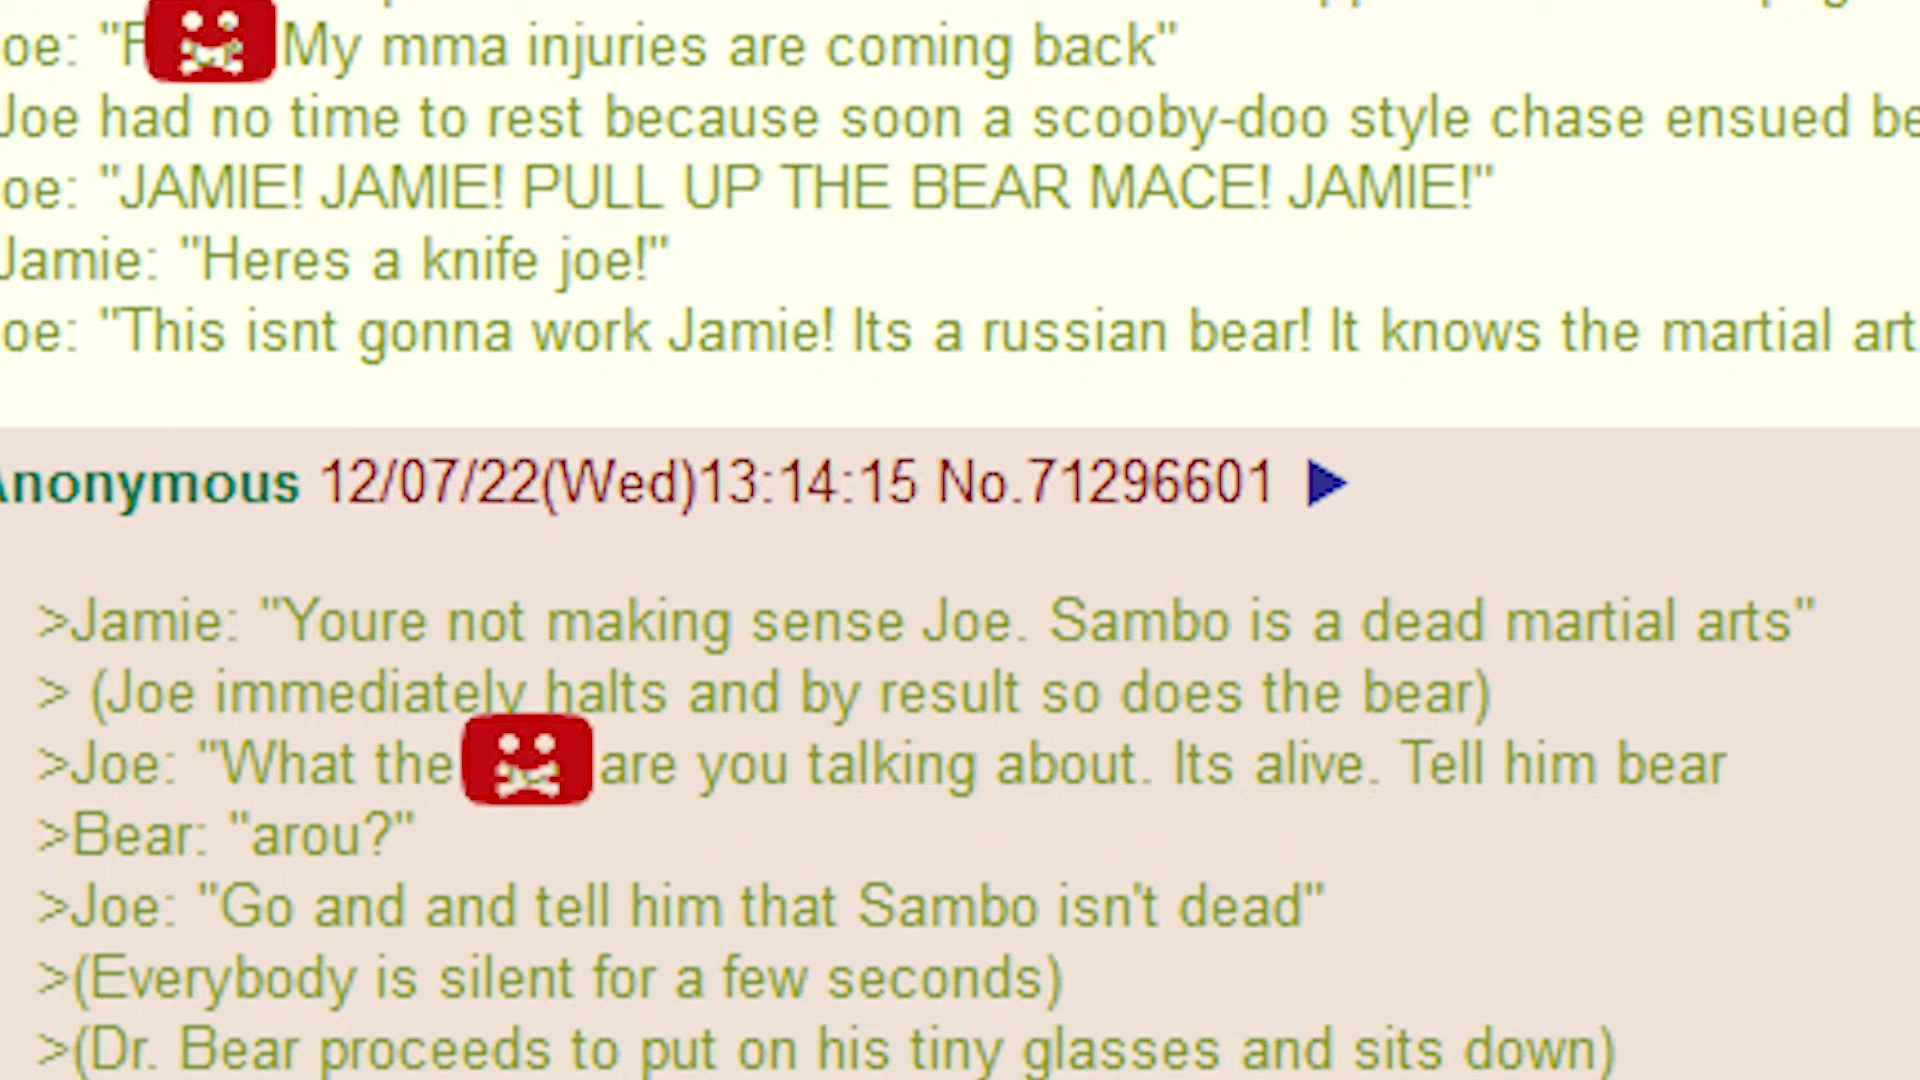 oe: "F My mma injuries are coming back"
Joe had no time to rest because soon a scooby-doo style chase ensued be
oe: "JAMIE! JAMIE! PULL UP THE BEAR MACE! JAMIE!"
Jamie: "Heres a knife joe!"
oe: "This isnt gonna work Jamie! Its a russian bear! It knows the martial art
Anonymous 12/07/22(Wed)13:14:15 No.71296601 ▶
>Jamie: "Youre not making sense Joe. Sambo is a dead martial arts"
> (Joe immediately halts and by result so does the bear)
>Joe: "What the are you talking about. Its alive. Tell him bear
>Bear: "arou?"
>Joe: "Go and and tell him that Sambo isn't dead"
>(Everybody is silent for a few seconds)
>(Dr. Bear proceeds to put on his tiny glasses and sits down)